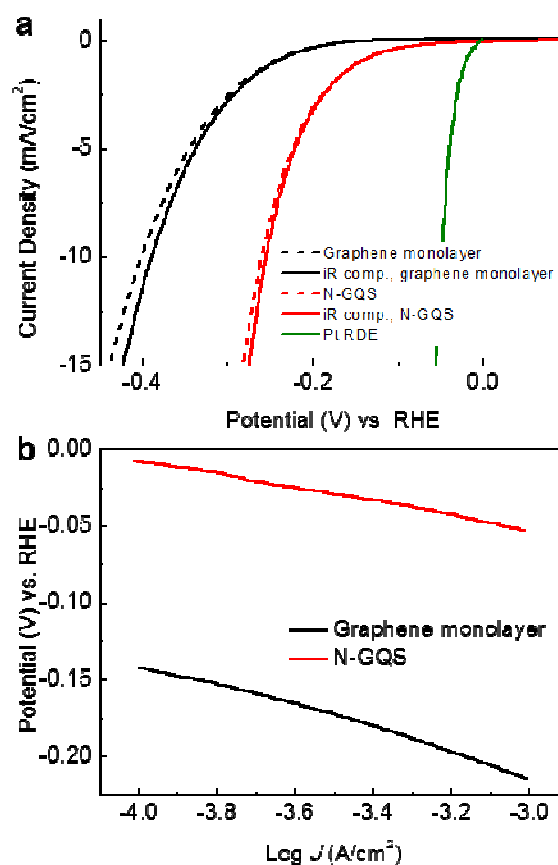 a
0
-5
-10
-15
Current Density (mA/cm²)
Graphene monolayer
iR comp., graphene monolayer
N-GQS
iR comp., N-GQS
Pt RDE
-0.4
-0.2
0.0
Potential (V) vs RHE
b
0.00
-0.05
-0.10
-0.15
-0.20
Potential (V) vs. RHE
Graphene monolayer
N-GQS
-4.0
-3.8
-3.6
-3.4
-3.2
-3.0
Log J (A/cm²)